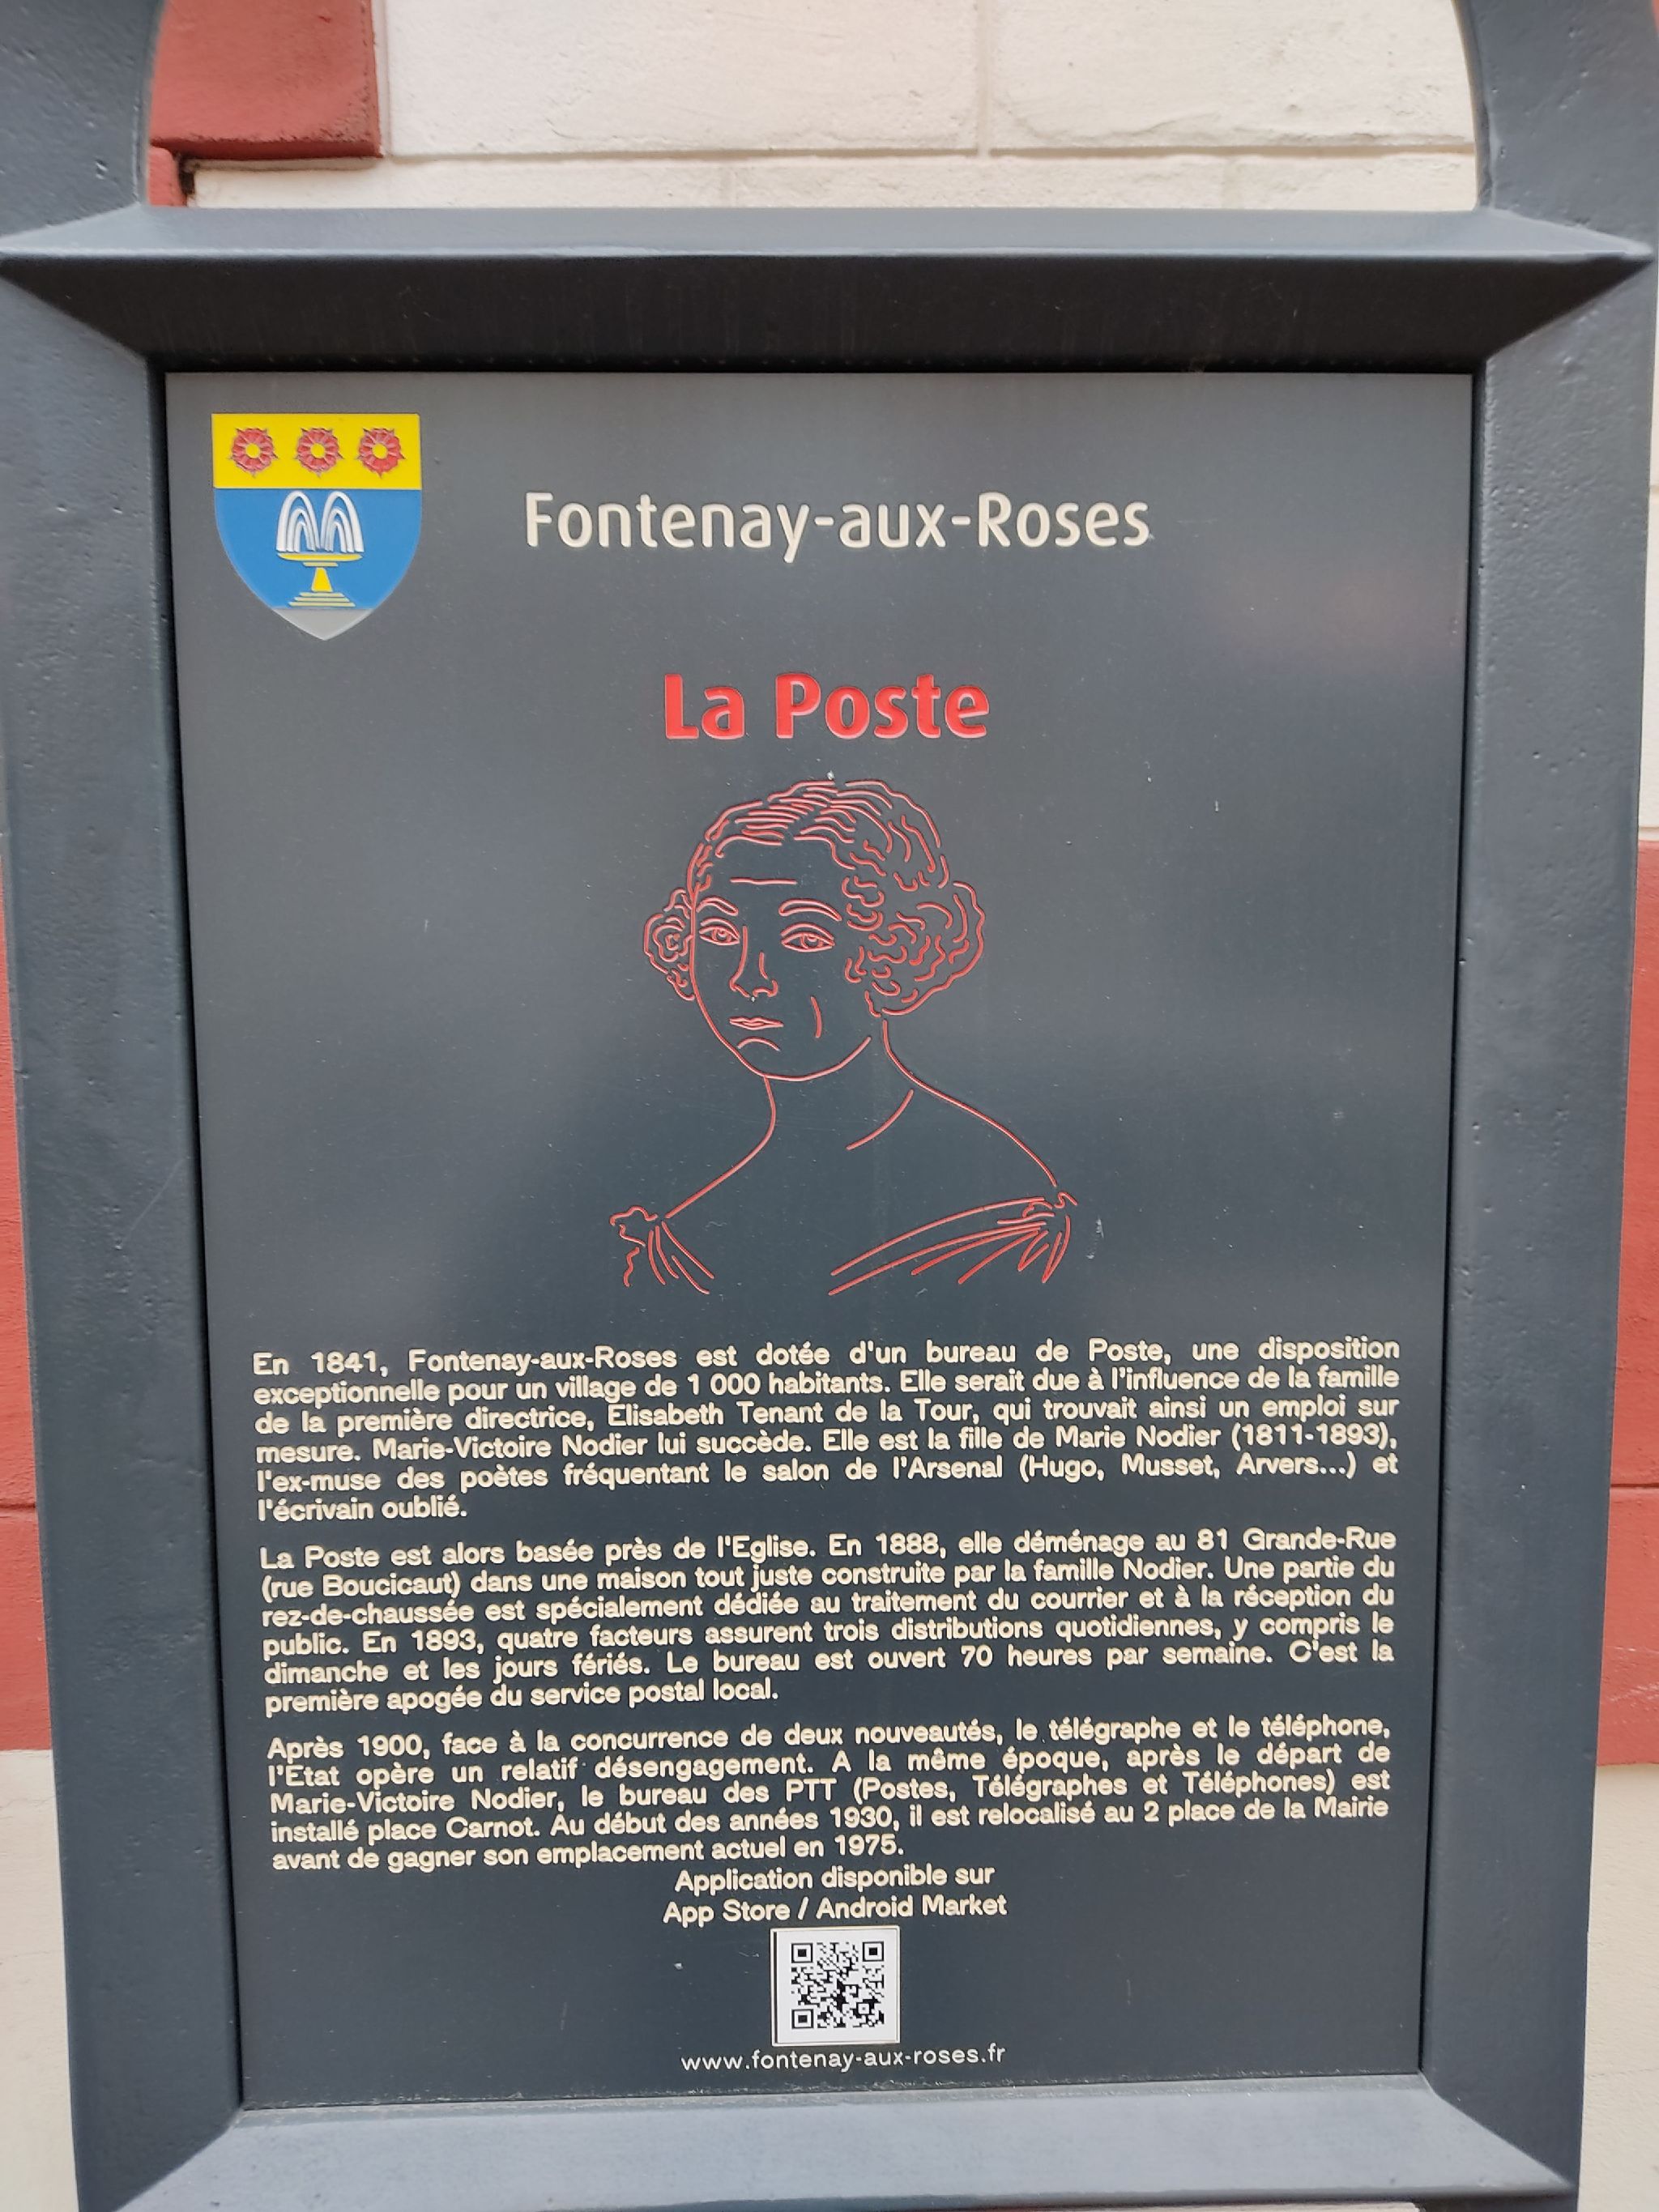 Fontenay-aux-Roses
La Poste
En 1841, Fontenay-aux-Roses est dotée d'un bureau de Poste, une disposition
exceptionnelle pour un village de 1 000 habitants. Elle serait due à l'influence de la famille
de la première directrice, Elisabeth Tenant de la Tour, qui trouvait ainsi un emploi sur
mesure. Marie-Victoire Nodier lui succède. Elle est la fille de Marie Nodier (1811-1893),
l'ex-muse des poètes fréquentant le salon de l'Arsenal (Hugo, Musset, Arvers...) et
l'écrivain oublié.
La Poste est alors basée près de l'Eglise. En 1888, elle déménage au 81 Grande-Rue
(rue Boucicaut) dans une maison tout juste construite par la famille Nodier. Une partie du
rez-de-chaussée est spécialement dédiée au traitement du courrier et à la réception du
public. En 1893, quatre facteurs assurent trois distributions quotidiennes, y compris le
dimanche et les jours fériés. Le bureau est ouvert 70 heures par semaine. C'est la
première apogée du service postal local.
Après 1900, face à la concurrence de deux nouveautés, le télégraphe et le téléphone,
l'Etat opère un relatif désengagement. A la même époque, après le départ de
Marie-Victoire Nodier, le bureau des PTT (Postes, Télégraphes et Téléphones) est
installé place Carnot. Au début des années 1930, il est relocalisé au 2 place de la Mairie
avant de gagner son emplacement actuel en 1975.
Application disponible sur
App Store / Android Market
www.fontenay-aux-roses.fr